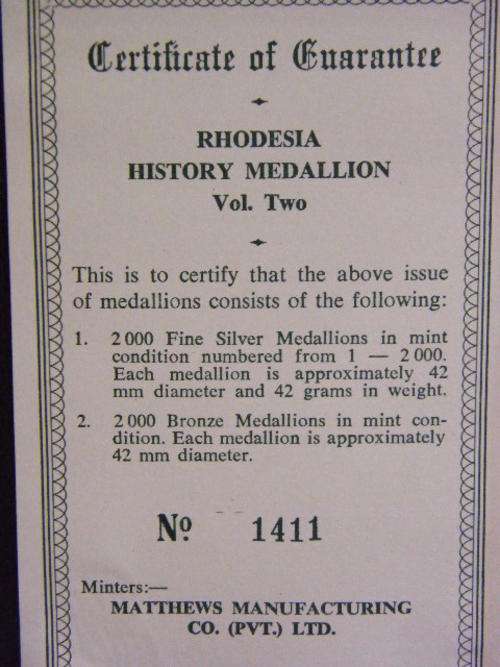 Certificate of Guarantee
RHODESIA
HISTORY MEDALLION
Vol. Two
This is to certify that the above issue
of medallions consists of the following:
1. 2 000 Fine Silver Medallions in mint
condition numbered from 1 — 2 000.
Each medallion is approximately 42
mm diameter and 42 grams in weight.
2. 2 000 Bronze Medallions in mint con-
dition. Each medallion is approximately
42 mm diameter.
Nº 1411
Minters:—
MATTHEWS MANUFACTURING
CO. (PVT.) LTD.